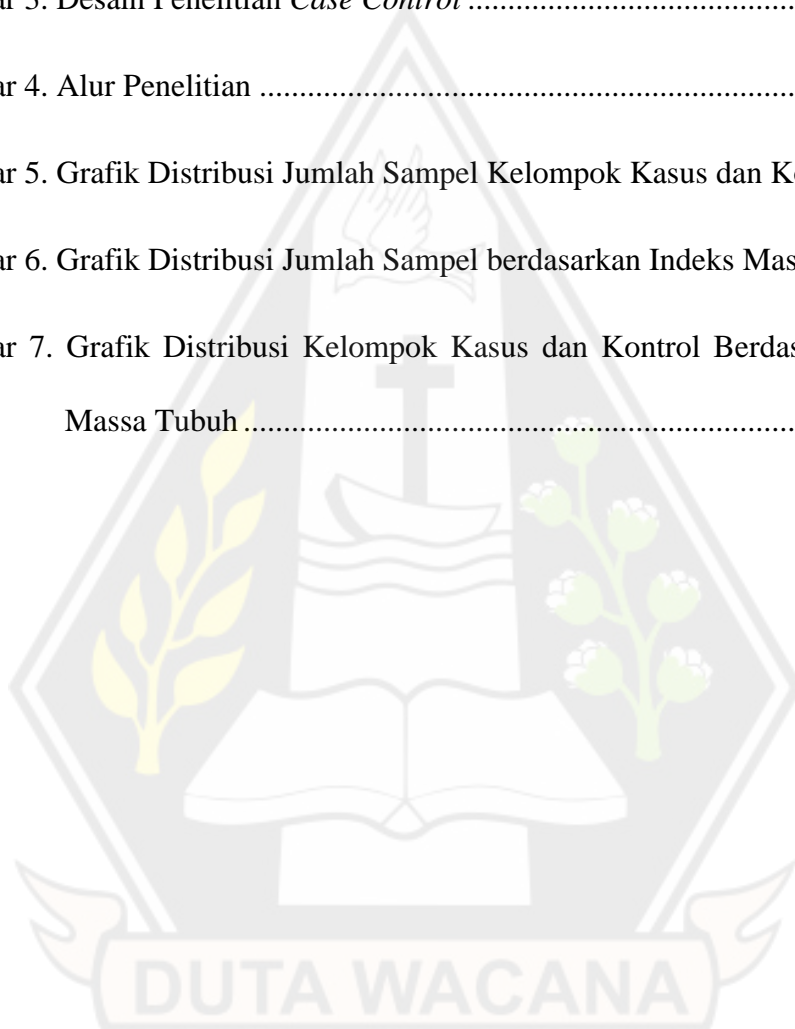 ar 3. Desain Penelitian Case Control ........................................
ar 4. Alur Penelitian ..................................................................
ar 5. Grafik Distribusi Jumlah Sampel Kelompok Kasus dan Ko
ar 6. Grafik Distribusi Jumlah Sampel berdasarkan Indeks Mas
ar 7. Grafik Distribusi Kelompok Kasus dan Kontrol Berdas
Massa Tubuh ....................................................................
DUTA WACANA